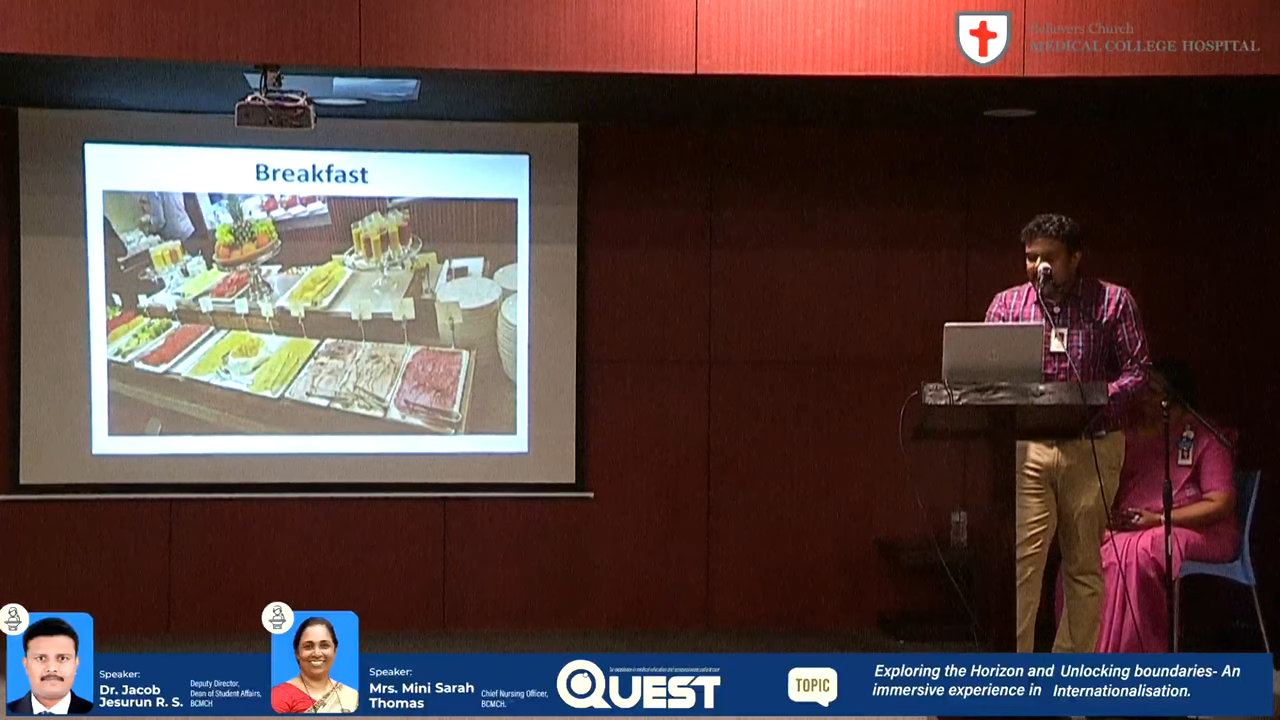 Believers Church
MEDICAL COLLEGE HOSPITAL
Breakfast
Speaker:
Dr. Jacob
Jesurun R. S.
Deputy Director,
Dean of Student Affairs,
BCMCH
Speaker:
Mrs. Mini Sarah
Thomas
Chief Nursing Officer,
BCMCH.
QUEST
TOPIC
Exploring the Horizon and Unlocking boundaries- An
immersive experience in Internationalisation.